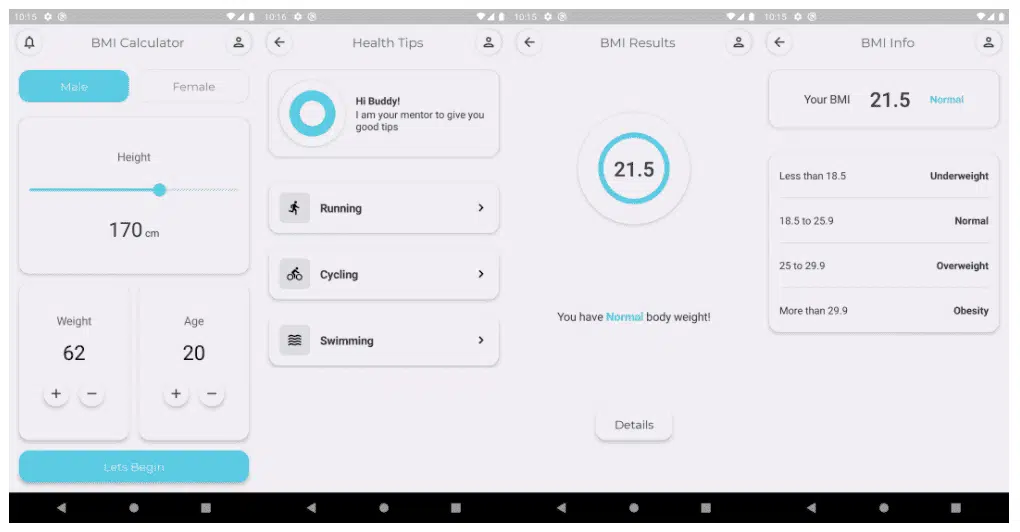 10:15
BMI Calculator
Male
Female
Height
170 cm
Weight
62
+
−
Age
20
+
−
Lets Begin
10:16
Health Tips
Hi Buddy!
I am your mentor to give you
good tips
Running
Cycling
Swimming
10:15
BMI Results
21.5
You have Normal body weight!
Details
10:15
BMI Info
Your BMI 21.5 Normal
Less than 18.5 Underweight
18.5 to 25.9 Normal
25 to 29.9 Overweight
More than 29.9 Obesity